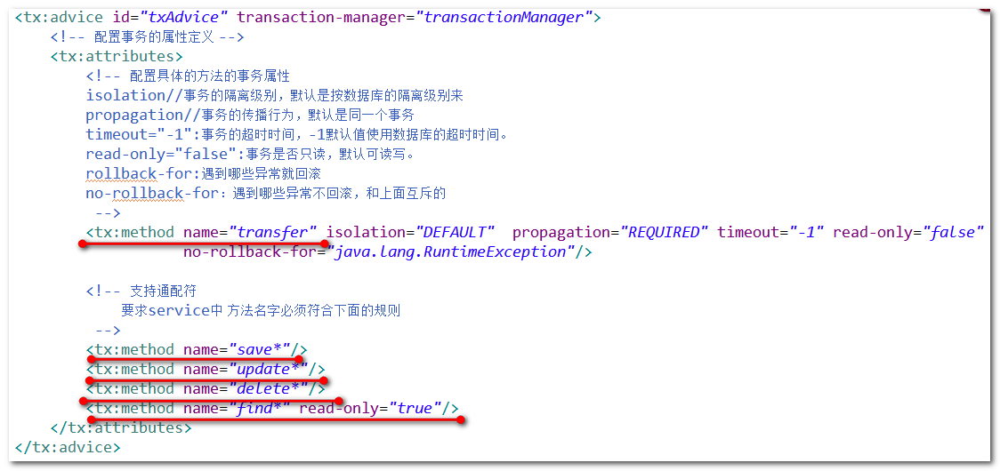 <tx:advice id="txAdvice" transaction-manager="transactionManager">
<!-- 配置事务的属性定义 -->
<tx:attributes>
<!-- 配置具体的方法的事务属性
isolation//事务的隔离级别，默认是按数据库的隔离级别来
propagation//事务的传播行为，默认是同一个事务
timeout="-1":事务的超时时间，-1默认值使用数据库的超时时间。
read-only="false":事务是否只读，默认可读写。
rollback-for:遇到哪些异常就回滚
no-rollback-for：遇到哪些异常不回滚，和上面互斥的
-->
<tx:method name="transfer" isolation="DEFAULT" propagation="REQUIRED" timeout="-1" read-only="false"
no-rollback-for="java.lang.RuntimeException"/>
<!-- 支持通配符
要求service中 方法名字必须符合下面的规则
-->
<tx:method name="save*"/>
<tx:method name="update*"/>
<tx:method name="delete*"/>
<tx:method name="find*" read-only="true"/>
</tx:attributes>
</tx:advice>